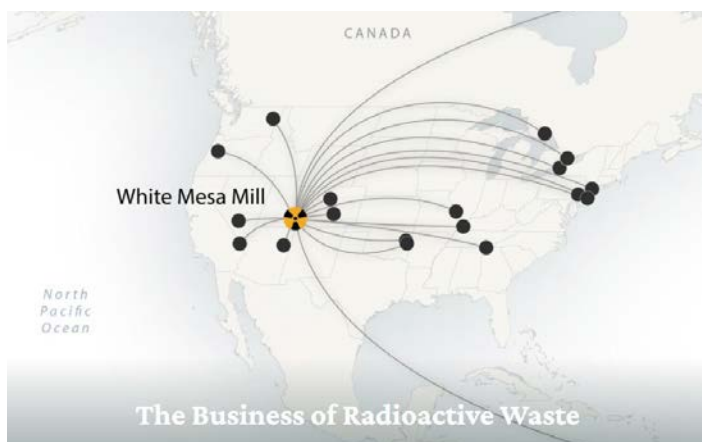 CANADA
White Mesa Mill
North
Pacific
Ocean
The Business of Radioactive Waste